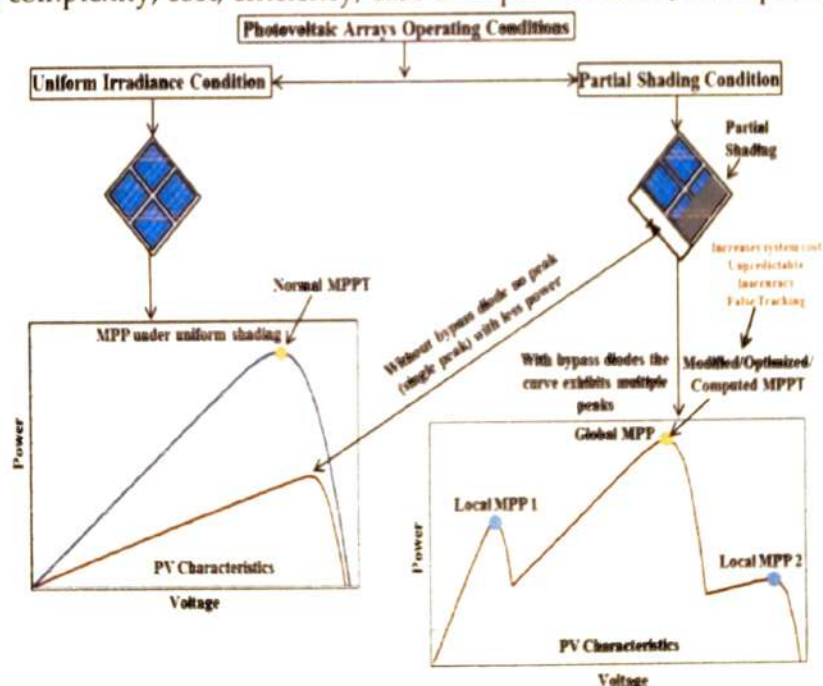 complexity, cost, efficiency, ease
Photovoltaic Arrays Operating Conditions
Uniform Irradiance Condition
Partial Shading Condition
Partial
Shading
Increases system cost
Unpredictable
Inaccuracy
False Tracking
Normal MPPT
MPP under uniform shading
Without bypass diode no peak
(single peak) with less power
With bypass diodes the
curve exhibits multiple
peaks
Modified/Optimized/
Computed MPPT
Global MPP
Local MPP 1
Local MPP 2
Power
PV Characteristics
Voltage
Power
PV Characteristics
Voltage